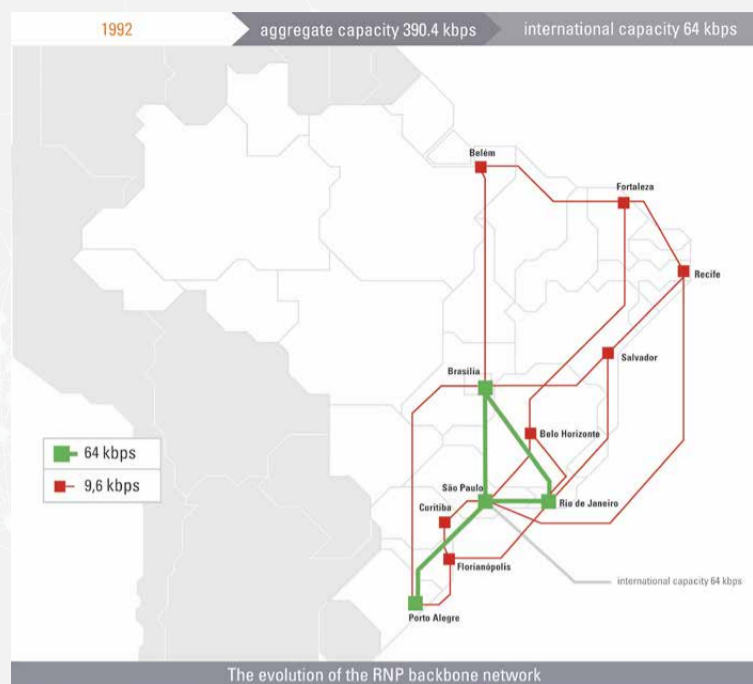 1992
aggregate capacity 390.4 kbps
international capacity 64 kbps
Belém
Fortaleza
Recife
Salvador
Brasília
Belo Horizonte
64 kbps
9,6 kbps
São Paulo
Rio de Janeiro
Curitiba
Florianópolis
international capacity 64 kbps
Porto Alegre
The evolution of the RNP backbone network